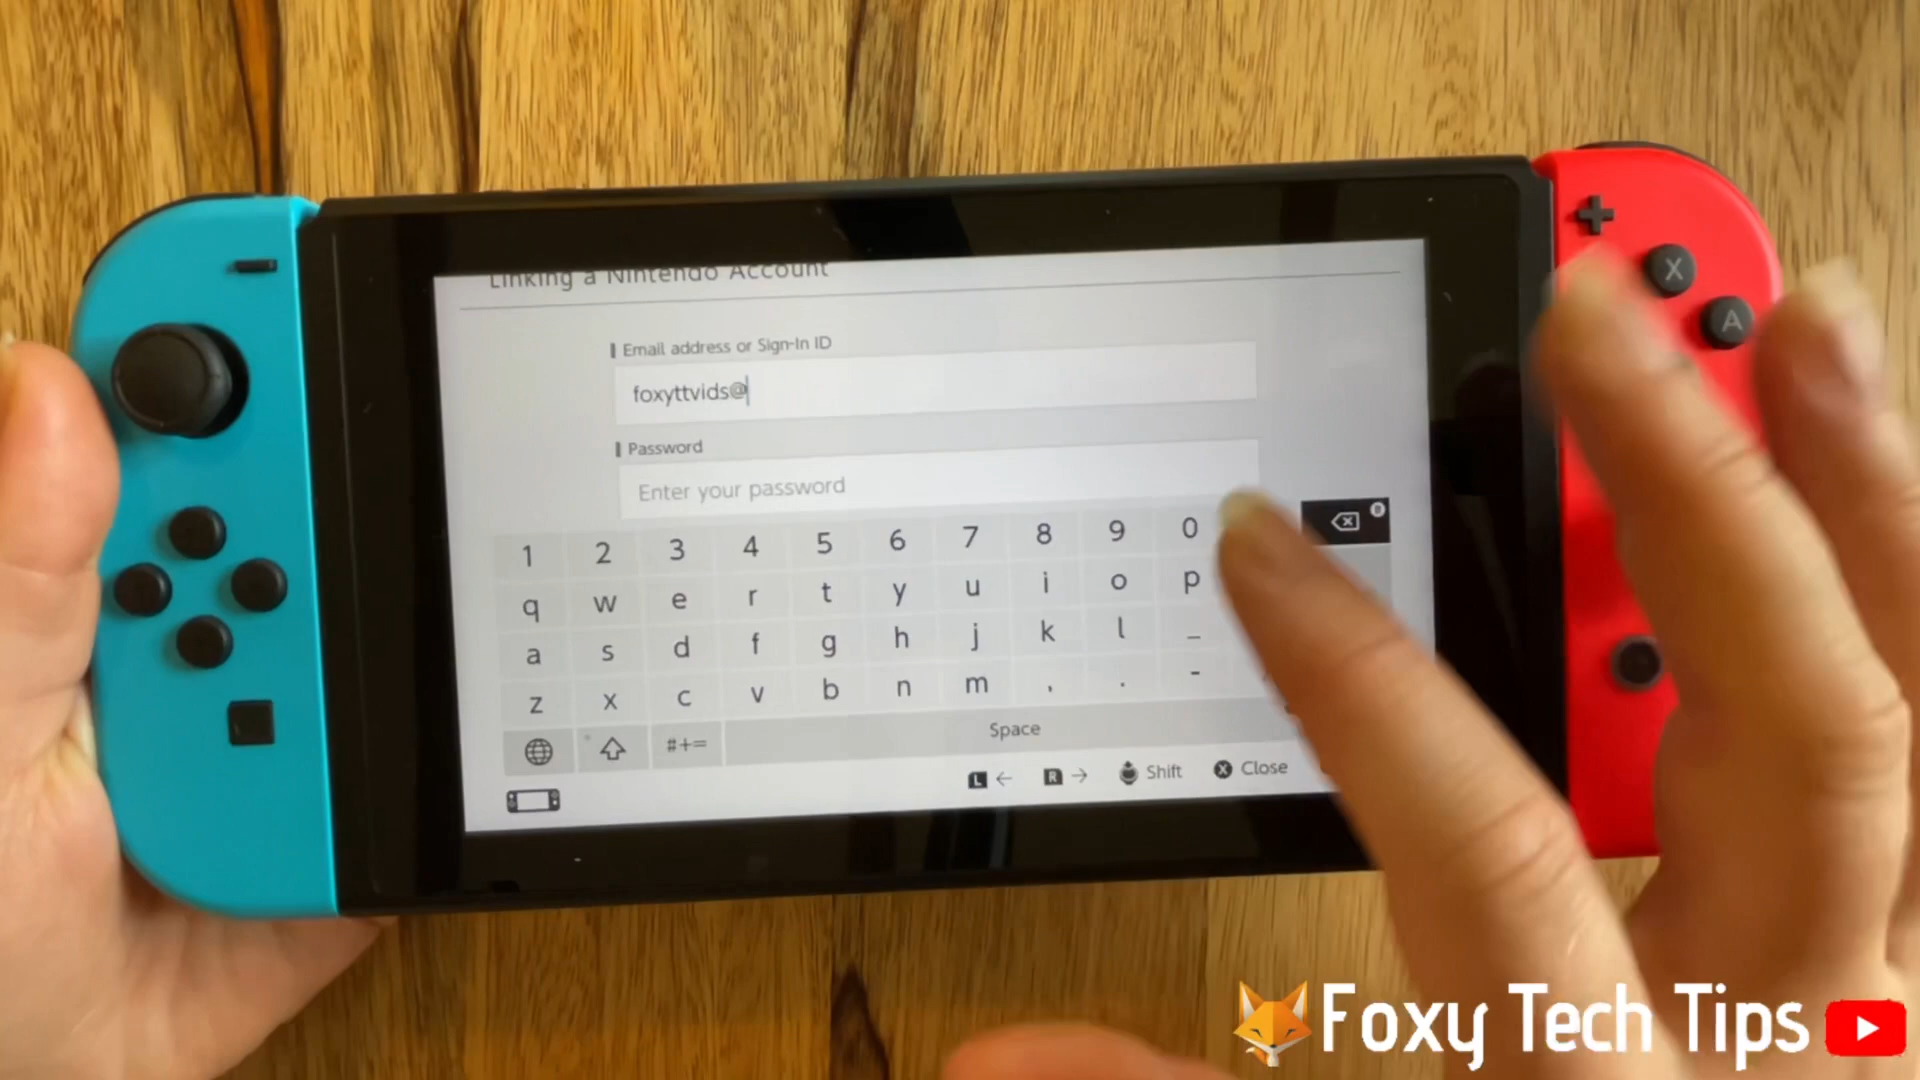 Linking a Nintendo Account
Email address or Sign-In ID
foxyttvids@
Password
Enter your password
1 2 3 4 5 6 7 8 9 0
q w e r t y u i o p
a s d f g h j k l _
z x c v b n m , . -
#+= Space
L ← R → Shift X Close
X
A
Foxy Tech Tips